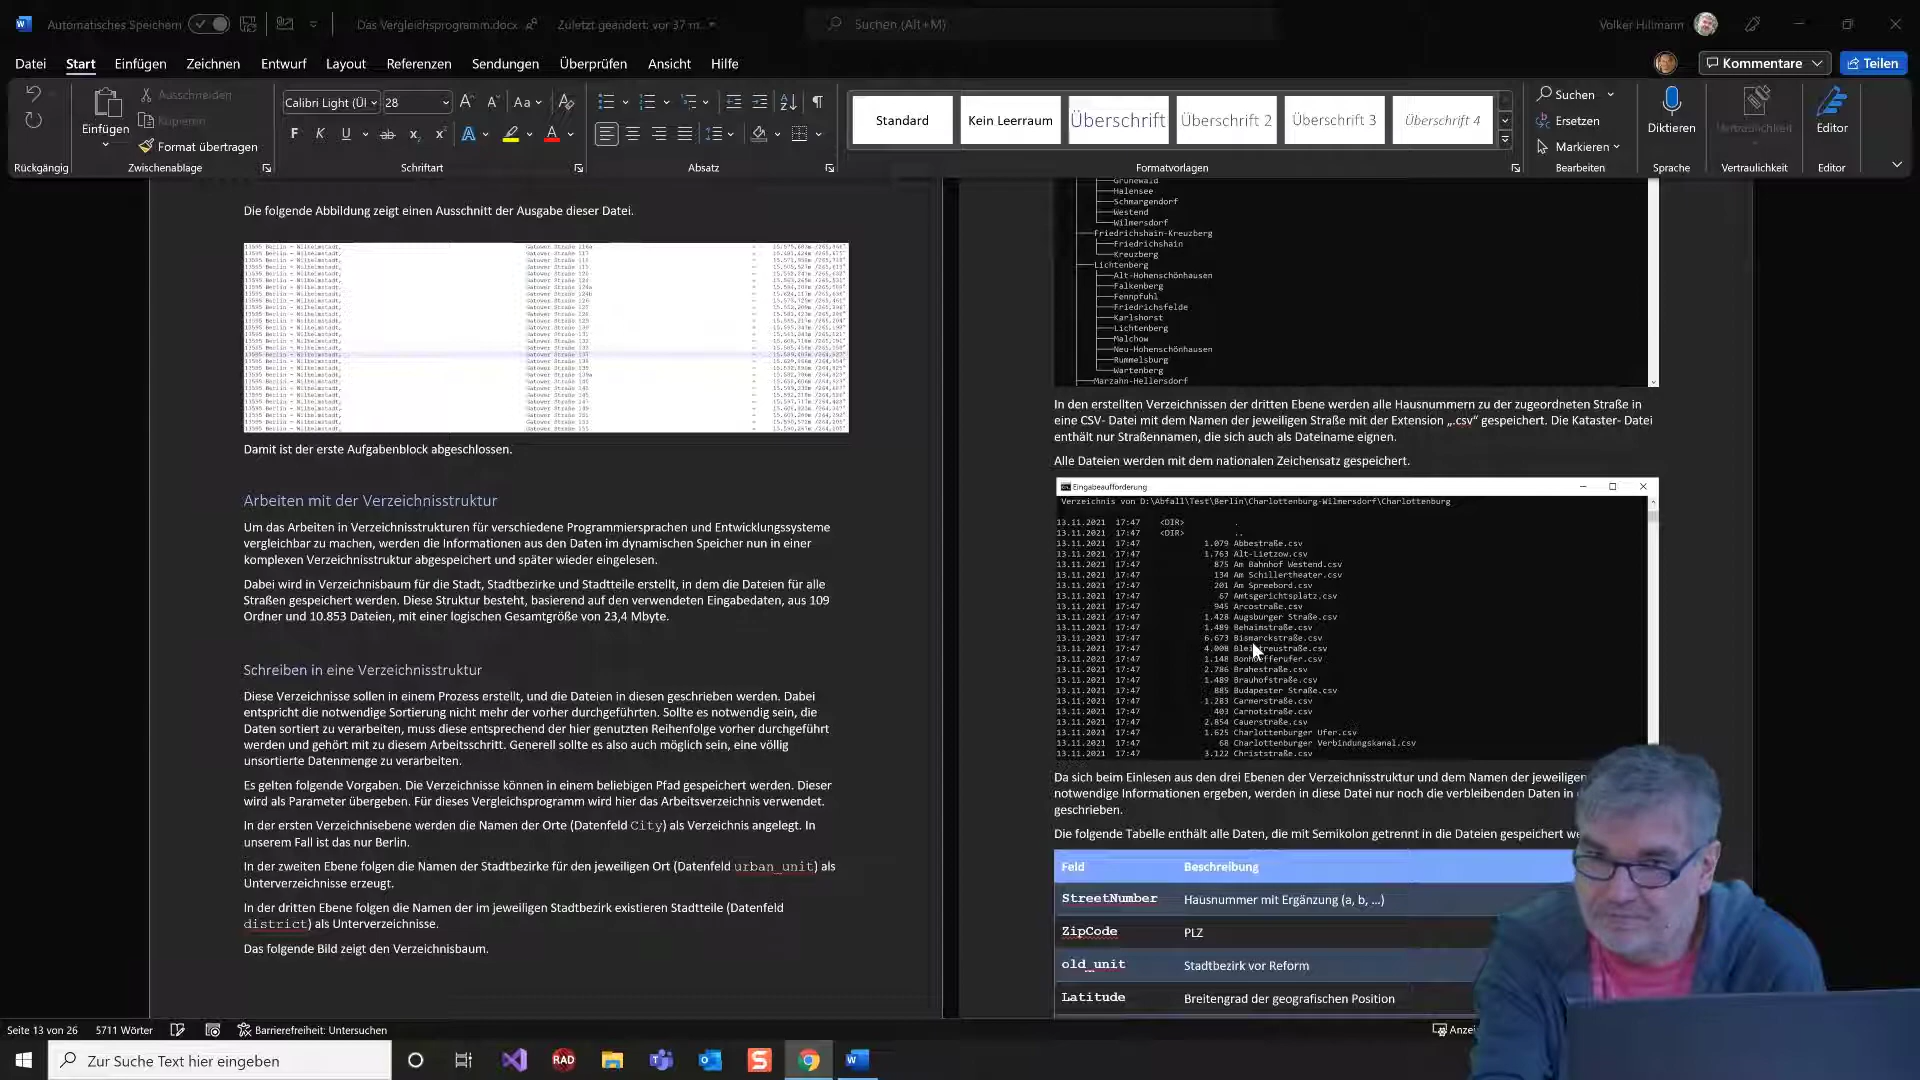 Automatisches Speichern
Das Vergleichsprogramm.docx
Zuletzt geändert: vor 37 m...
Suchen (Alt+M)
Volker Hillmann
Datei Start Einfügen Zeichnen Entwurf Layout Referenzen Sendungen Überprüfen Ansicht Hilfe
Kommentare
Teilen
Einfügen
Ausschneiden
Kopieren
Format übertragen
Calibri Light (Ül
28
Standard
Kein Leerraum
Überschrift
Überschrift 2
Überschrift 3
Überschrift 4
Suchen
Ersetzen
Markieren
Diktieren
Vertraulichkeit
Editor
Rückgängig
Zwischenablage
Schriftart
Absatz
Formatvorlagen
Bearbeiten
Sprache
Vertraulichkeit
Editor
Die folgende Abbildung zeigt einen Ausschnitt der Ausgabe dieser Datei.
Damit ist der erste Aufgabenblock abgeschlossen.
Arbeiten mit der Verzeichnisstruktur
Um das Arbeiten in Verzeichnisstrukturen für verschiedene Programmiersprachen und Entwicklungssysteme
vergleichbar zu machen, werden die Informationen aus den Daten im dynamischen Speicher nun in einer
komplexen Verzeichnisstruktur abgespeichert und später wieder eingelesen.
Dabei wird in Verzeichnisbaum für die Stadt, Stadtbezirke und Stadtteile erstellt, in dem die Dateien für alle
Straßen gespeichert werden. Diese Struktur besteht, basierend auf den verwendeten Eingabedaten, aus 109
Ordner und 10.853 Dateien, mit einer logischen Gesamtgröße von 23,4 Mbyte.
Schreiben in eine Verzeichnisstruktur
Diese Verzeichnisse sollen in einem Prozess erstellt, und die Dateien in diesen geschrieben werden. Dabei
entspricht die notwendige Sortierung nicht mehr der vorher durchgeführten. Sollte es notwendig sein, die
Daten sortiert zu verarbeiten, muss diese entsprechend der hier genutzten Reihenfolge vorher durchgeführt
werden und gehört mit zu diesem Arbeitsschritt. Generell sollte es also auch möglich sein, eine völlig
unsortierte Datenmenge zu verarbeiten.
Es gelten folgende Vorgaben. Die Verzeichnisse können in einem beliebigen Pfad gespeichert werden. Dieser
wird als Parameter übergeben. Für dieses Vergleichsprogramm wird hier das Arbeitsverzeichnis verwendet.
In der ersten Verzeichnisebene werden die Namen der Orte (Datenfeld City) als Verzeichnis angelegt. In
unserem Fall ist das nur Berlin.
In der zweiten Ebene folgen die Namen der Stadtbezirke für den jeweiligen Ort (Datenfeld urban_unit) als
Unterverzeichnisse erzeugt.
In der dritten Ebene folgen die Namen der im jeweiligen Stadtbezirk existieren Stadtteile (Datenfeld
district) als Unterverzeichnisse.
Das folgende Bild zeigt den Verzeichnisbaum.
Grunewald
Halensee
Schmargendorf
Westend
Wilmersdorf
Friedrichshain-Kreuzberg
Friedrichshain
Kreuzberg
Lichtenberg
Alt-Hohenschönhausen
Falkenberg
Fennpfuhl
Friedrichsfelde
Karlshorst
Lichtenberg
Malchow
Neu-Hohenschönhausen
Rummelsburg
Wartenberg
Marzahn-Hellersdorf
In den erstellten Verzeichnissen der dritten Ebene werden alle Hausnummern zu der zugeordneten Straße in
eine CSV- Datei mit dem Namen der jeweiligen Straße mit der Extension „.csv“ gespeichert. Die Kataster- Datei
enthält nur Straßennamen, die sich auch als Dateiname eignen.
Alle Dateien werden mit dem nationalen Zeichensatz gespeichert.
Eingabeaufforderung
Verzeichnis von D:\Abfall\Test\Berlin\Charlottenburg-Wilmersdorf\Charlottenburg
13.11.2021 17:47 <DIR> .
13.11.2021 17:47 <DIR> ..
13.11.2021 17:47 1.079 Abbestraße.csv
13.11.2021 17:47 1.763 Alt-Lietzow.csv
13.11.2021 17:47 875 Am Bahnhof Westend.csv
13.11.2021 17:47 134 Am Schillertheater.csv
13.11.2021 17:47 201 Am Spreebord.csv
13.11.2021 17:47 67 Amtsgerichtsplatz.csv
13.11.2021 17:47 945 Arcostraße.csv
13.11.2021 17:47 1.428 Augsburger Straße.csv
13.11.2021 17:47 1.489 Behaimstraße.csv
13.11.2021 17:47 6.673 Bismarckstraße.csv
13.11.2021 17:47 4.008 Bleibtreustraße.csv
13.11.2021 17:47 1.148 Bonhoefferufer.csv
13.11.2021 17:47 2.786 Brahestraße.csv
13.11.2021 17:47 1.489 Brauhofstraße.csv
13.11.2021 17:47 885 Budapester Straße.csv
13.11.2021 17:47 1.283 Carmerstraße.csv
13.11.2021 17:47 403 Carnotstraße.csv
13.11.2021 17:47 2.854 Cauerstraße.csv
13.11.2021 17:47 1.625 Charlottenburger Ufer.csv
13.11.2021 17:47 68 Charlottenburger Verbindungskanal.csv
13.11.2021 17:47 3.122 Christstraße.csv
Da sich beim Einlesen aus den drei Ebenen der Verzeichnisstruktur und dem Namen der jeweiligen
notwendige Informationen ergeben, werden in diese Datei nur noch die verbleibenden Daten in
geschrieben.
Die folgende Tabelle enthält alle Daten, die mit Semikolon getrennt in die Dateien gespeichert we
Feld Beschreibung
StreetNumber Hausnummer mit Ergänzung (a, b, ...)
ZipCode PLZ
old_unit Stadtbezirk vor Reform
Latitude Breitengrad der geografischen Position
Seite 13 von 26
5711 Wörter
Barrierefreiheit: Untersuchen
Anzei
Zur Suche Text hier eingeben
RAD